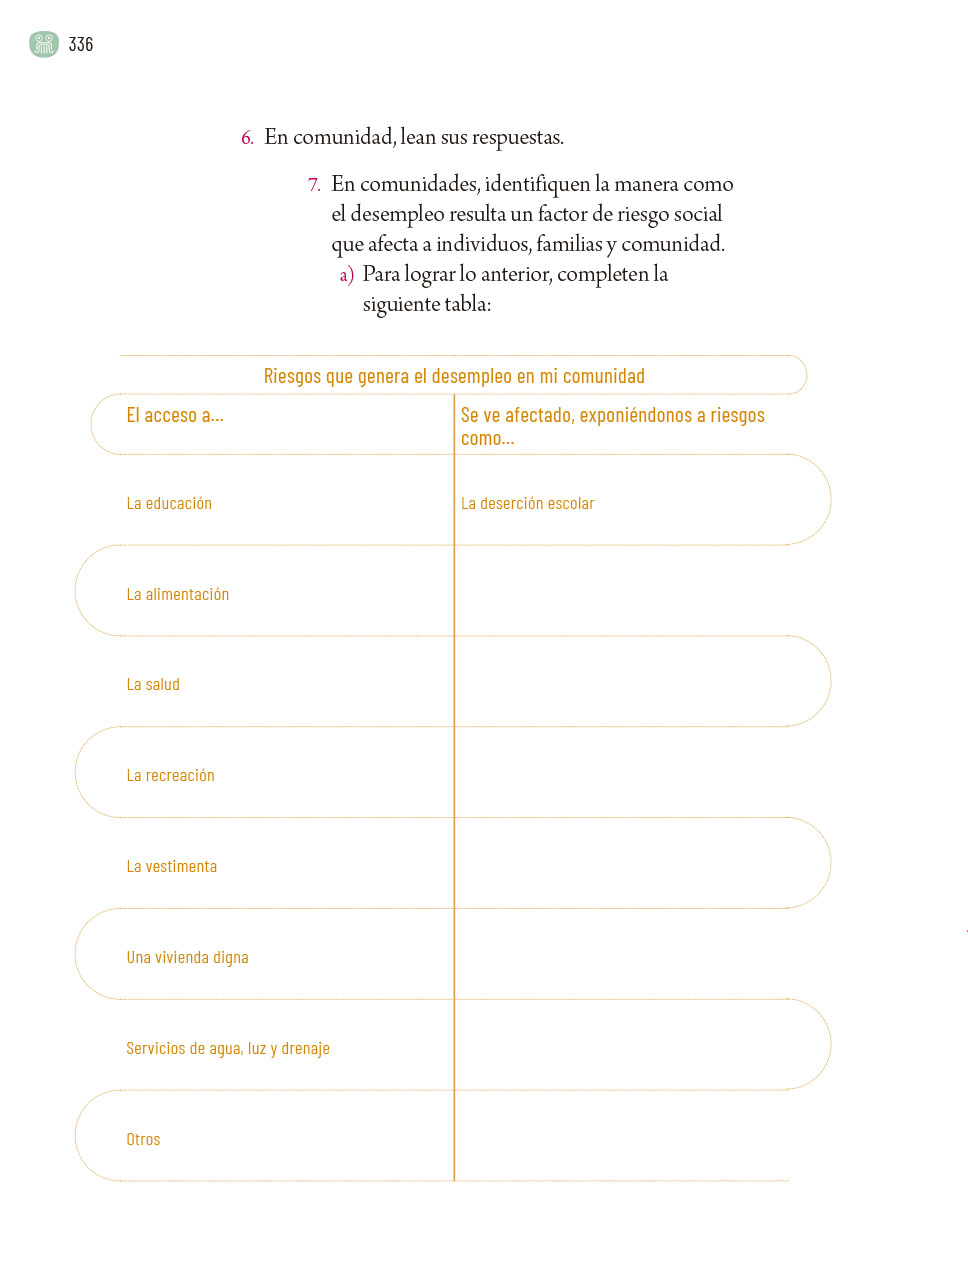 336
6. En comunidad, lean sus respuestas.
7. En comunidades, identifiquen la manera como
el desempleo resulta un factor de riesgo social
que afecta a individuos, familias y comunidad.
a) Para lograr lo anterior, completen la
siguiente tabla:
Riesgos que genera el desempleo en mi comunidad
El acceso a...
Se ve afectado, exponiéndonos a riesgos
como...
La educación
La deserción escolar
La alimentación
La salud
La recreación
La vestimenta
Una vivienda digna
Servicios de agua, luz y drenaje
Otros